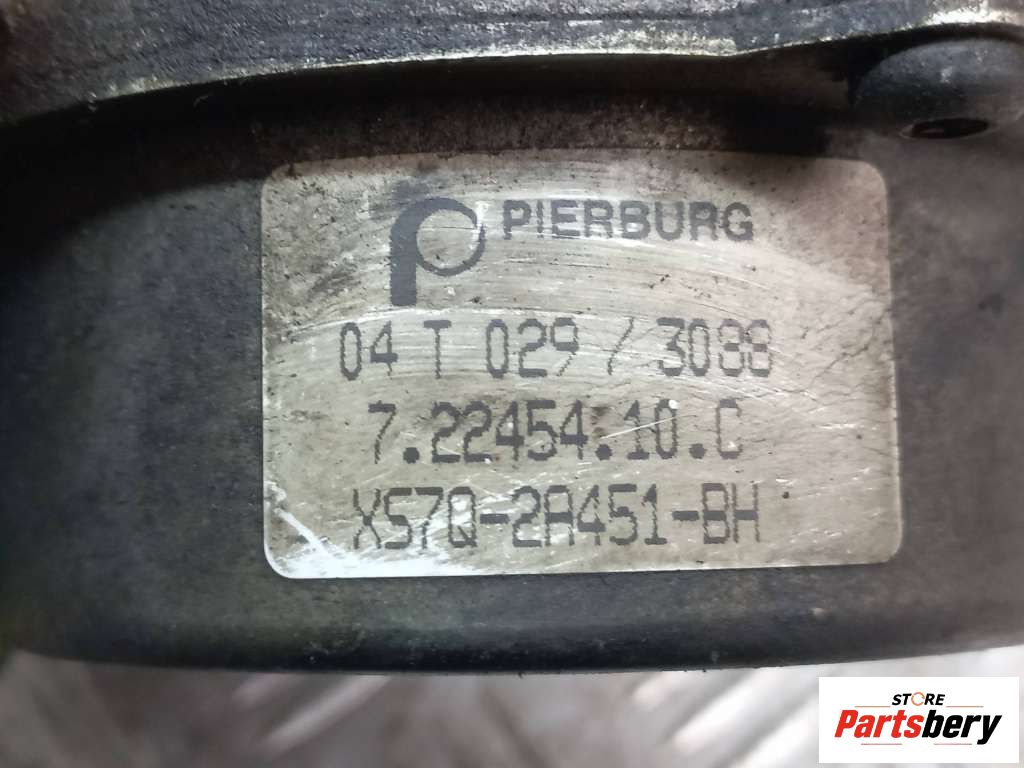 PIERBURG
04 T 029 / 3088
7.22454.10.C
XS7Q-2A451-BH
STORE
Partsbery